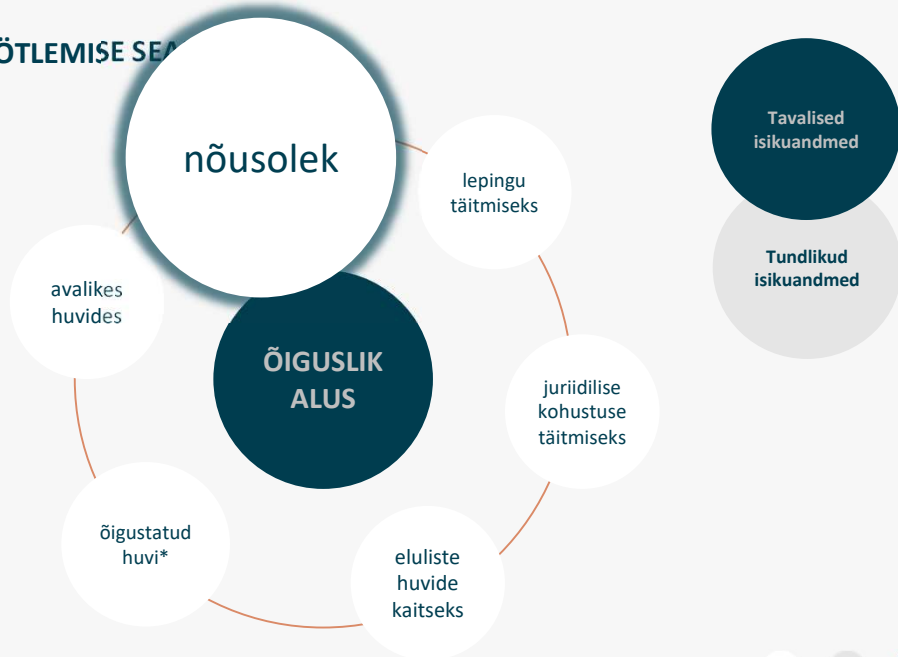 ÖTLEMISE SEA
nõusolek
lepingu
täitmiseks
Tavalised
isikuandmed
Tundlikud
isikuandmed
avalikes
huvides
ÕIGUSLIK
ALUS
juriidilise
kohustuse
täitmiseks
õigustatud
huvi*
eluliste
huvide
kaitseks